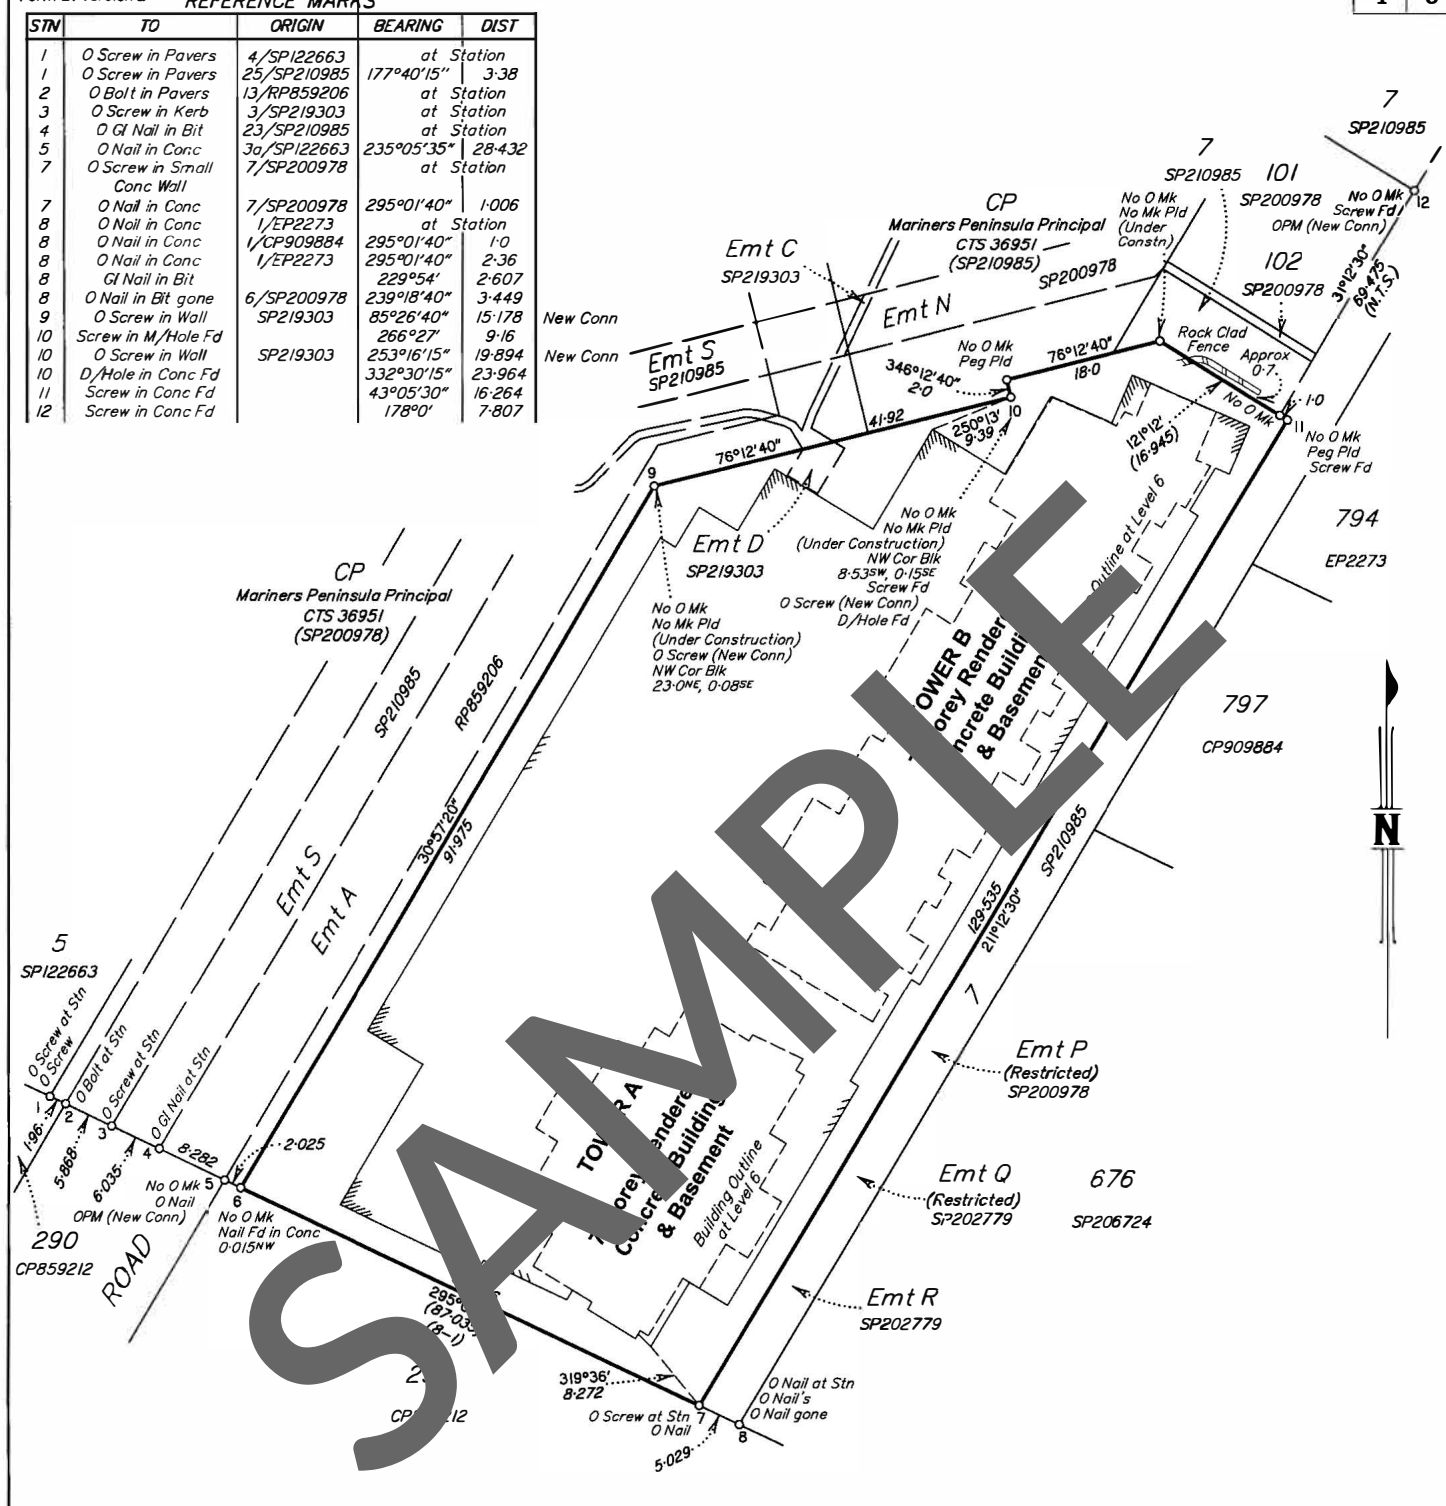 REFERENCE MARKS
STN TO ORIGIN BEARING DIST
1 O Screw in Pavers 4/SP122663 at Station
1 O Screw in Pavers 25/SP210985 177°40'15" 3·38
2 O Bolt in Pavers 13/RP859206 at Station
3 O Screw in Kerb 3/SP219303 at Station
4 O GI Nail in Bit 23/SP210985 at Station
5 O Nail in Conc 3a/SP122663 235°05'35" 28·432
7 O Screw in Small 7/SP200978 at Station
Conc Wall
7 O Nail in Conc 7/SP200978 295°01'40" 1·006
8 O Nail in Conc 1/EP2273 at Station
8 O Nail in Conc 1/CP909884 295°01'40" 1·0
8 O Nail in Conc 1/EP2273 295°01'40" 2·36
8 GI Nail in Bit 229°54' 2·607
8 O Nail in Bit gone 6/SP200978 239°18'40" 3·449
9 O Screw in Wall SP219303 85°26'40" 15·178 New Conn
10 Screw in M/Hole Fd 266°27' 9·16
10 O Screw in Wall SP219303 253°16'15" 19·894 New Conn
10 D/Hole in Conc Fd 332°30'15" 23·964
11 Screw in Conc Fd 43°05'30" 16·264
12 Screw in Conc Fd 178°0' 7·807
7
SP210985
7
SP210985
101
SP200978
No O Mk
Screw Fd
OPM (New Conn)
12
31°12'30"
69·475
(N.T.S.)
102
SP200978
No O Mk
No Mk Pld
(Under
Constn)
CP
Mariners Peninsula Principal
CTS 36951
(SP210985)
SP200978
Emt C
SP219303
Emt N
Emt S
SP210985
No O Mk
Peg Pld
346°12'40"
2·0
76°12'40"
18·0
Rock Clad
Fence
Approx
0·7
1·0
No O Mk
11
No O Mk
Peg Pld
Screw Fd
121°12'
(16·945)
10
250°13'
9·39
41·92
76°12'40"
9
Outline at Level 6
794
EP2273
Emt D
SP219303
No O Mk
No Mk Pld
(Under Construction)
NW Cor Blk
8·53SW, 0·15SE
Screw Fd
O Screw (New Conn)
D/Hole Fd
No O Mk
No Mk Pld
(Under Construction)
O Screw (New Conn)
NW Cor Blk
23·0NE, 0·08SE
CP
Mariners Peninsula Principal
CTS 36951
(SP200978)
SP210985
RP859206
B
& Basemen
797
CP909884
N
30°57'20"
91·975
Emt S
Emt A
SP210985
129·535
211°12'30"
7
5
SP122663
O Screw at Stn
O Screw
O Bolt at Stn
O Screw at Stn
O GI Nail at Stn
1
2
3
4
5
6
1·96
5·868
6·035
8·282
2·025
No O Mk
O Nail
OPM (New Conn)
No O Mk
Nail Fd in Conc
0·015NW
290
CP859212
ROAD
A
Building
& Basement
Building Outline
at Level 6
Emt P
(Restricted)
SP200978
Emt Q
(Restricted)
SP202779
676
SP206724
Emt R
SP202779
(8-1)
319°36'
8·272
O Screw at Stn
O Nail
7
5·029
8
O Nail at Stn
O Nail's
O Nail gone
SAMPLE